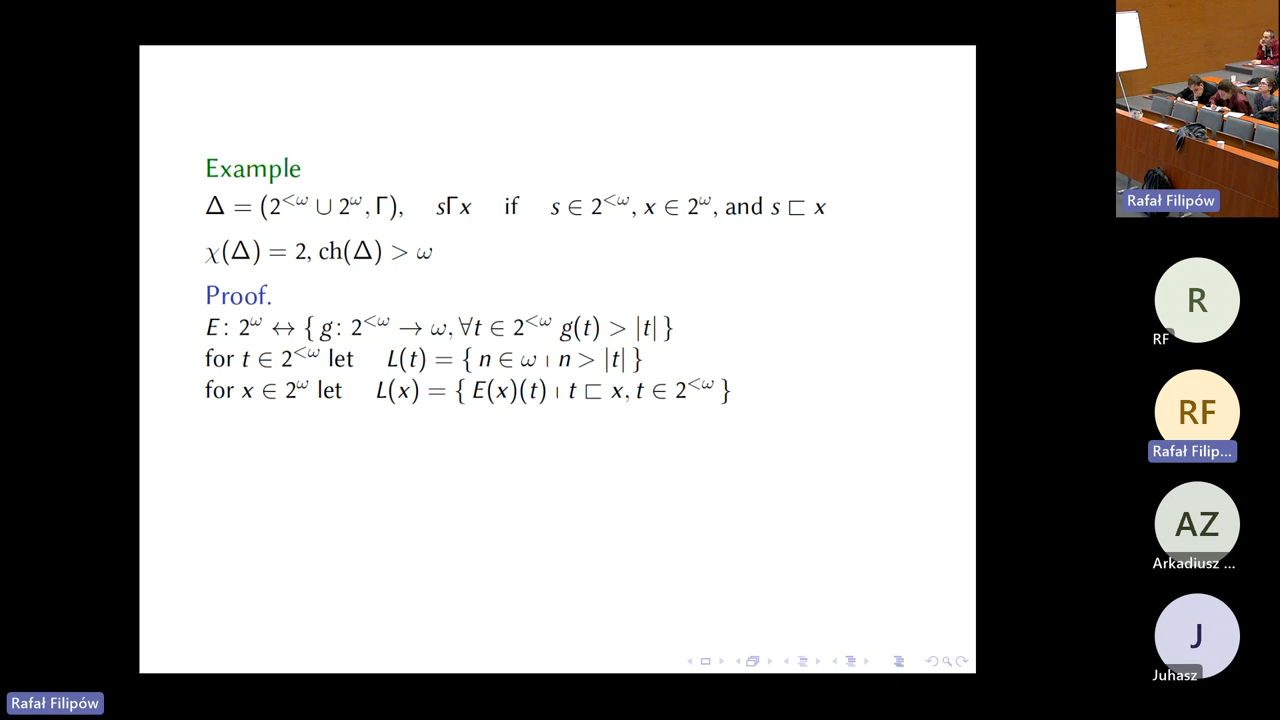 Example
Δ = (2^{<ω} ∪ 2^ω, Γ), sΓx if s ∈ 2^{<ω}, x ∈ 2^ω, and s ⊏ x
χ(Δ) = 2, ch(Δ) > ω
Proof.
E: 2^ω ↔ { g: 2^{<ω} → ω, ∀t ∈ 2^{<ω} g(t) > |t| }
for t ∈ 2^{<ω} let L(t) = { n ∈ ω ı n > |t| }
for x ∈ 2^ω let L(x) = { E(x)(t) ı t ⊏ x, t ∈ 2^{<ω} }
Rafał Filipów
Rafał Filipów
R
RF
RF
Rafał Filip...
AZ
Arkadiusz ...
J
Juhasz